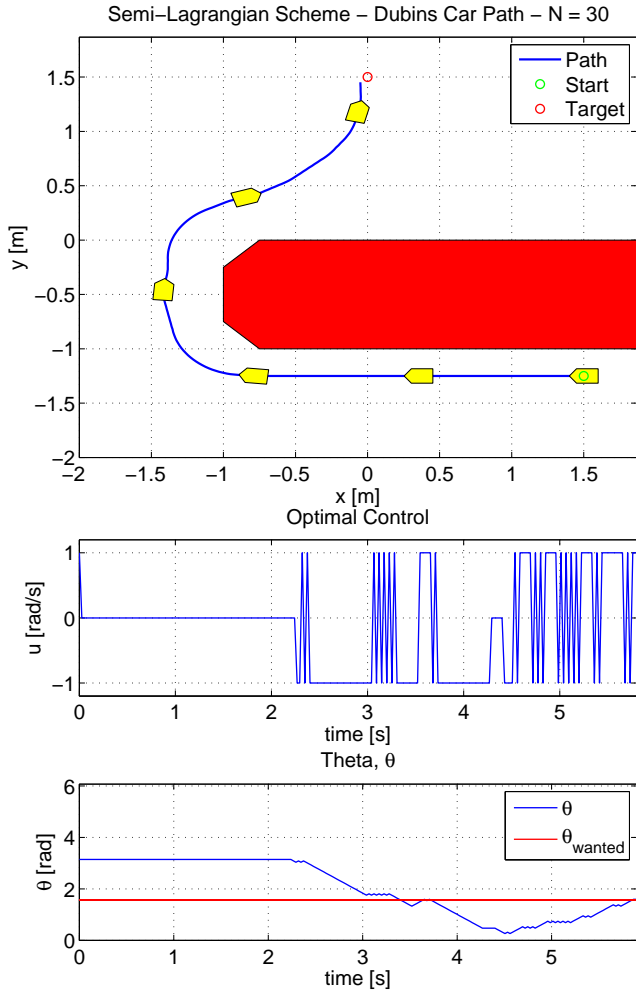 Semi−Lagrangian Scheme − Dubins Car Path − N = 30
1.5
1
0.5
0
−0.5
−1
−1.5
−2
y [m]
Path
Start
Target
−2 −1.5 −1 −0.5 0 0.5 1 1.5
x [m]
Optimal Control
1
0
−1
u [rad/s]
0 1 2 3 4 5
time [s]
Theta, θ
6
4
2
0
θ [rad]
θ
θwanted
0 1 2 3 4 5
time [s]